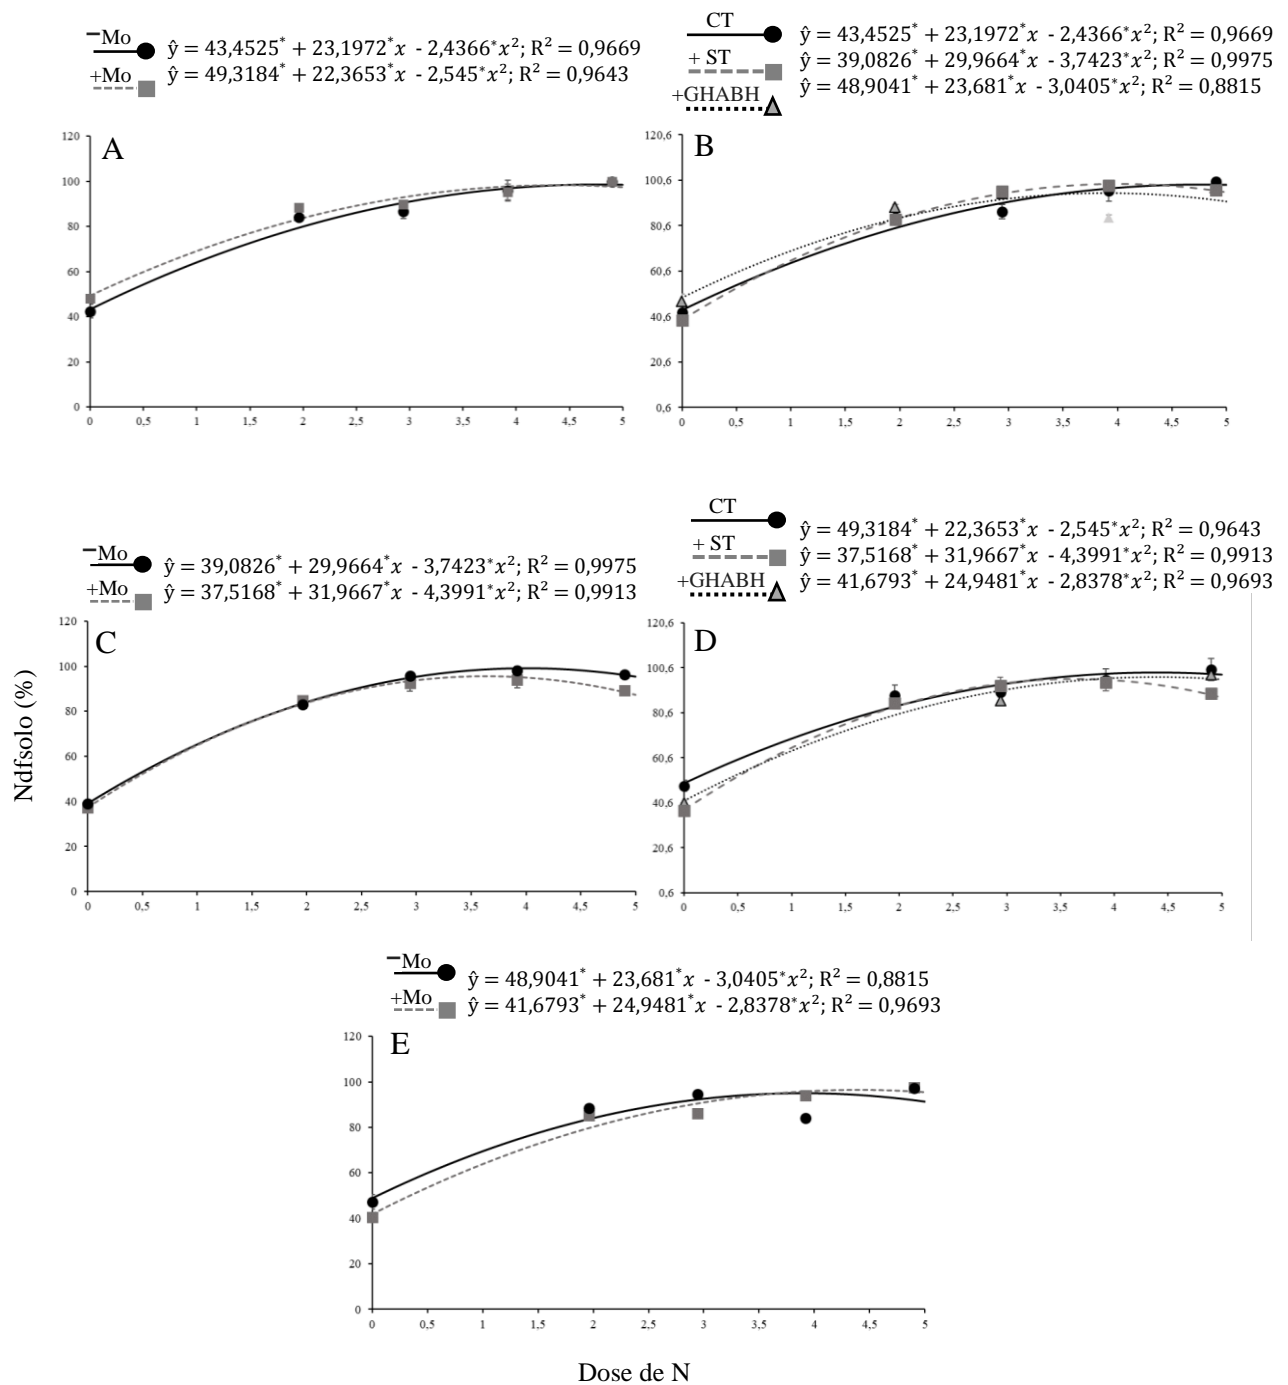 −Mo ŷ = 43,4525* + 23,1972*x - 2,4366*x²; R² = 0,9669
+Mo ŷ = 49,3184* + 22,3653*x - 2,545*x²; R² = 0,9643
CT ŷ = 43,4525* + 23,1972*x - 2,4366*x²; R² = 0,9669
+ ST ŷ = 39,0826* + 29,9664*x - 3,7423*x²; R² = 0,9975
+GHABH ŷ = 48,9041* + 23,681*x - 3,0405*x²; R² = 0,8815
A
120
100
80
60
40
20
0
0 0,5 1 1,5 2 2,5 3 3,5 4 4,5 5
B
120,6
100,6
80,6
60,6
40,6
20,6
0,6
0 0,5 1 1,5 2 2,5 3 3,5 4 4,5 5
−Mo ŷ = 39,0826* + 29,9664*x - 3,7423*x²; R² = 0,9975
+Mo ŷ = 37,5168* + 31,9667*x - 4,3991*x²; R² = 0,9913
CT ŷ = 49,3184* + 22,3653*x - 2,545*x²; R² = 0,9643
+ ST ŷ = 37,5168* + 31,9667*x - 4,3991*x²; R² = 0,9913
+GHABH ŷ = 41,6793* + 24,9481*x - 2,8378*x²; R² = 0,9693
Ndfsolo (%)
C
120
100
80
60
40
20
0
0 0,5 1 1,5 2 2,5 3 3,5 4 4,5 5
D
120,6
100,6
80,6
60,6
40,6
20,6
0,6
0 0,5 1 1,5 2 2,5 3 3,5 4 4,5 5
−Mo ŷ = 48,9041* + 23,681*x - 3,0405*x²; R² = 0,8815
+Mo ŷ = 41,6793* + 24,9481*x - 2,8378*x²; R² = 0,9693
E
120
100
80
60
40
20
0
0 0,5 1 1,5 2 2,5 3 3,5 4 4,5 5
Dose de N